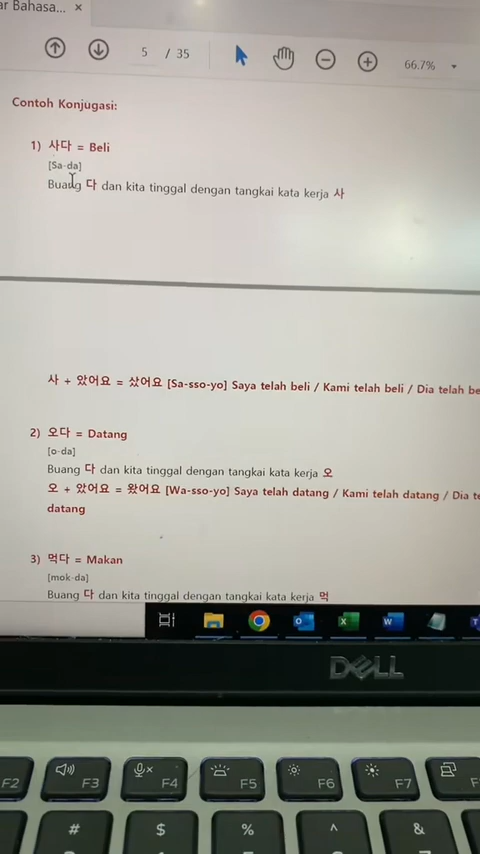 Bahasa...
5 / 35
66.7%
Contoh Konjugasi:
1) 사다 = Beli
[Sa-da]
Buang 다 dan kita tinggal dengan tangkai kata kerja 사
사 + 았어요 = 샀어요 [Sa-sso-yo] Saya telah beli / Kami telah beli / Dia telah
2) 오다 = Datang
[o-da]
Buang 다 dan kita tinggal dengan tangkai kata kerja 오
오 + 았어요 = 왔어요 [Wa-sso-yo] Saya telah datang / Kami telah datang / Dia
datang
3) 먹다 = Makan
[mok-da]
Buang 다 dan kita tinggal dengan tangkai kata kerja 먹
DELL
F2 F3 F4 F5 F6 F7
# $ % ^ &